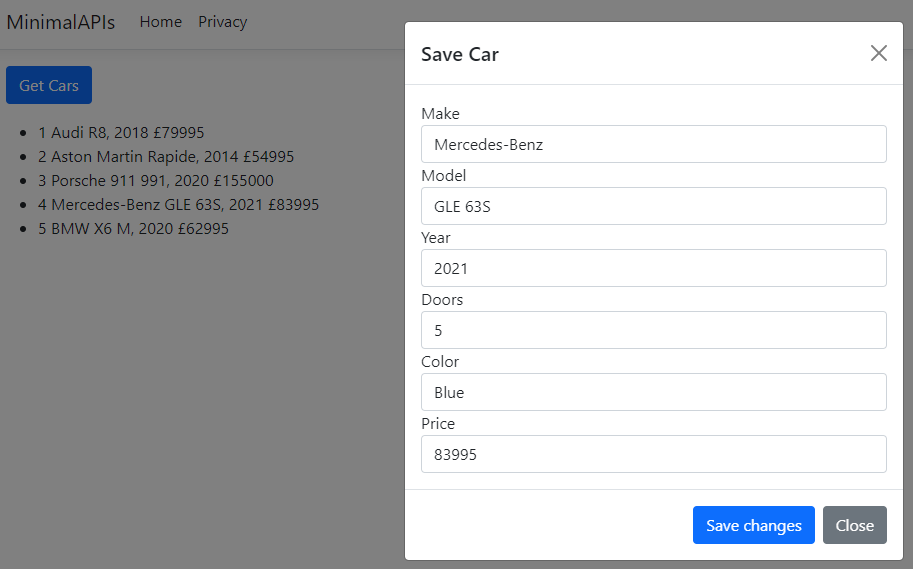 MinimalAPIs Home Privacy
Get Cars
1 Audi R8, 2018 £79995
2 Aston Martin Rapide, 2014 £54995
3 Porsche 911 991, 2020 £155000
4 Mercedes-Benz GLE 63S, 2021 £83995
5 BMW X6 M, 2020 £62995
Save Car
Make
Mercedes-Benz
Model
GLE 63S
Year
2021
Doors
5
Color
Blue
Price
83995
Save changes Close